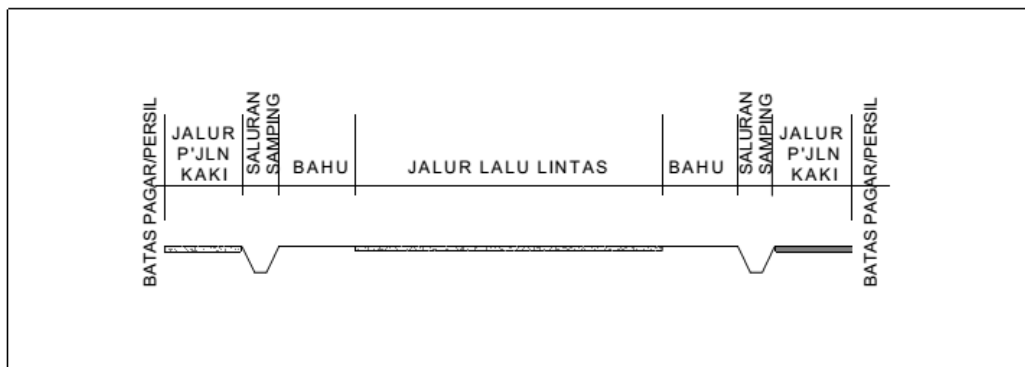 BATAS PAGAR/PERSIL
JALUR
P'JLN
KAKI
SALURAN
SAMPING
BAHU
JALUR LALU LINTAS
BAHU
SALURAN
SAMPING
JALUR
P'JLN
KAKI
BATAS PAGAR/PERSIL